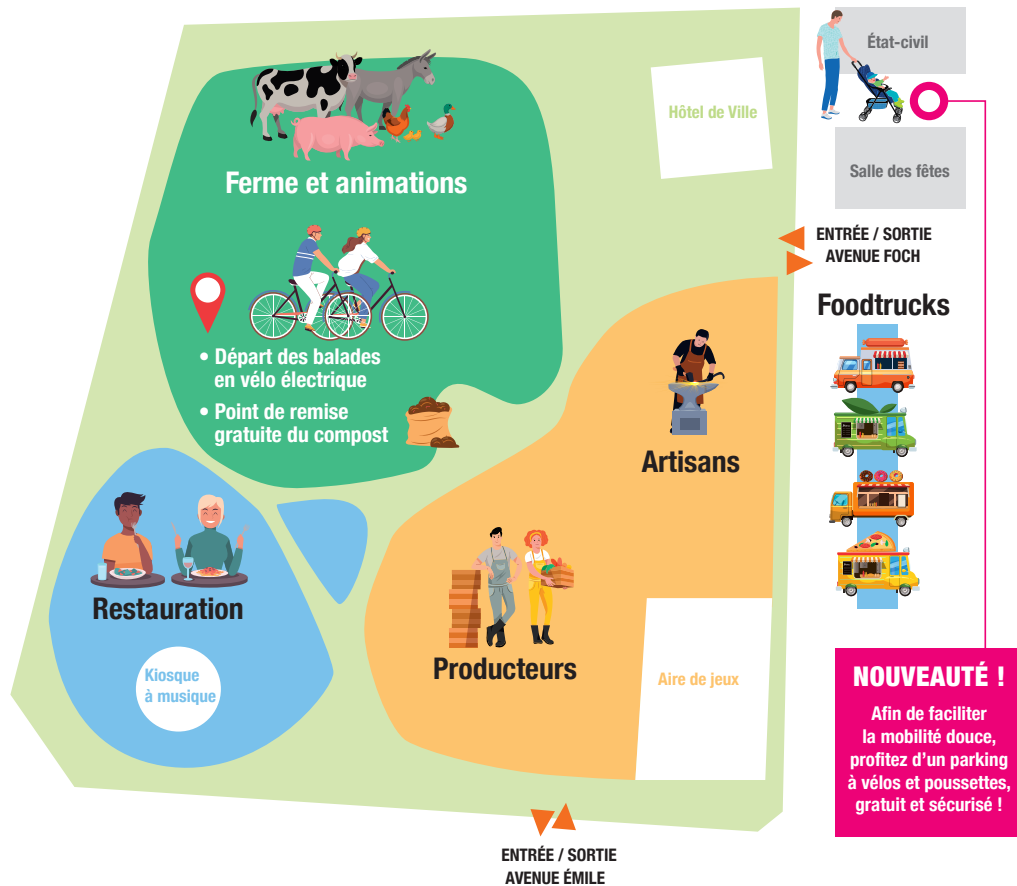 État-civil
Hôtel de Ville
Salle des fêtes
Ferme et animations
ENTRÉE / SORTIE
AVENUE FOCH
Foodtrucks
• Départ des balades
en vélo électrique
• Point de remise
gratuite du compost
Artisans
Restauration
Kiosque
à musique
Producteurs
Aire de jeux
NOUVEAUTÉ !
Afin de faciliter
la mobilité douce,
profitez d'un parking
à vélos et poussettes,
gratuit et sécurisé !
ENTRÉE / SORTIE
AVENUE ÉMILE